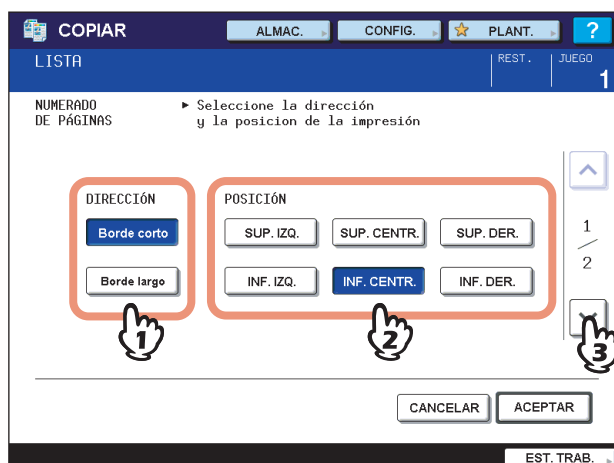 COPIAR
ALMAC. CONFIG. PLANT. ?
LISTA REST. JUEGO
1
NUMERADO
DE PÁGINAS
▶ Seleccione la dirección
y la posicion de la impresión
DIRECCIÓN
Borde corto
Borde largo
1
POSICIÓN
SUP. IZQ. SUP. CENTR. SUP. DER.
INF. IZQ. INF. CENTR. INF. DER.
2
1
2
3
CANCELAR ACEPTAR
EST. TRAB.